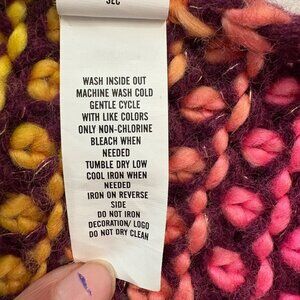 SEC
WASH INSIDE OUT
MACHINE WASH COLD
GENTLE CYCLE
WITH LIKE COLORS
ONLY NON-CHLORINE
BLEACH WHEN
NEEDED
TUMBLE DRY LOW
COOL IRON WHEN
NEEDED
IRON ON REVERSE
SIDE
DO NOT IRON
DECORATION/ LOGO
DO NOT DRY CLEAN